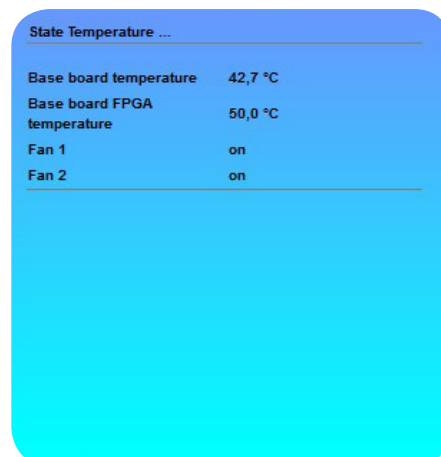 State Temperature ...
Base board temperature 42,7 °C
Base board FPGA
temperature 50,0 °C
Fan 1 on
Fan 2 on